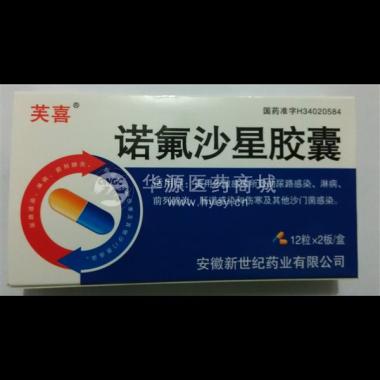 芙喜®
国药准字H34020584
诺氟沙星胶囊
华源医药商城
www.hyey.cn
前列腺炎、肠道感染和伤寒及其他沙门菌感染。
12粒×2板/盒
安徽新世纪药业有限公司